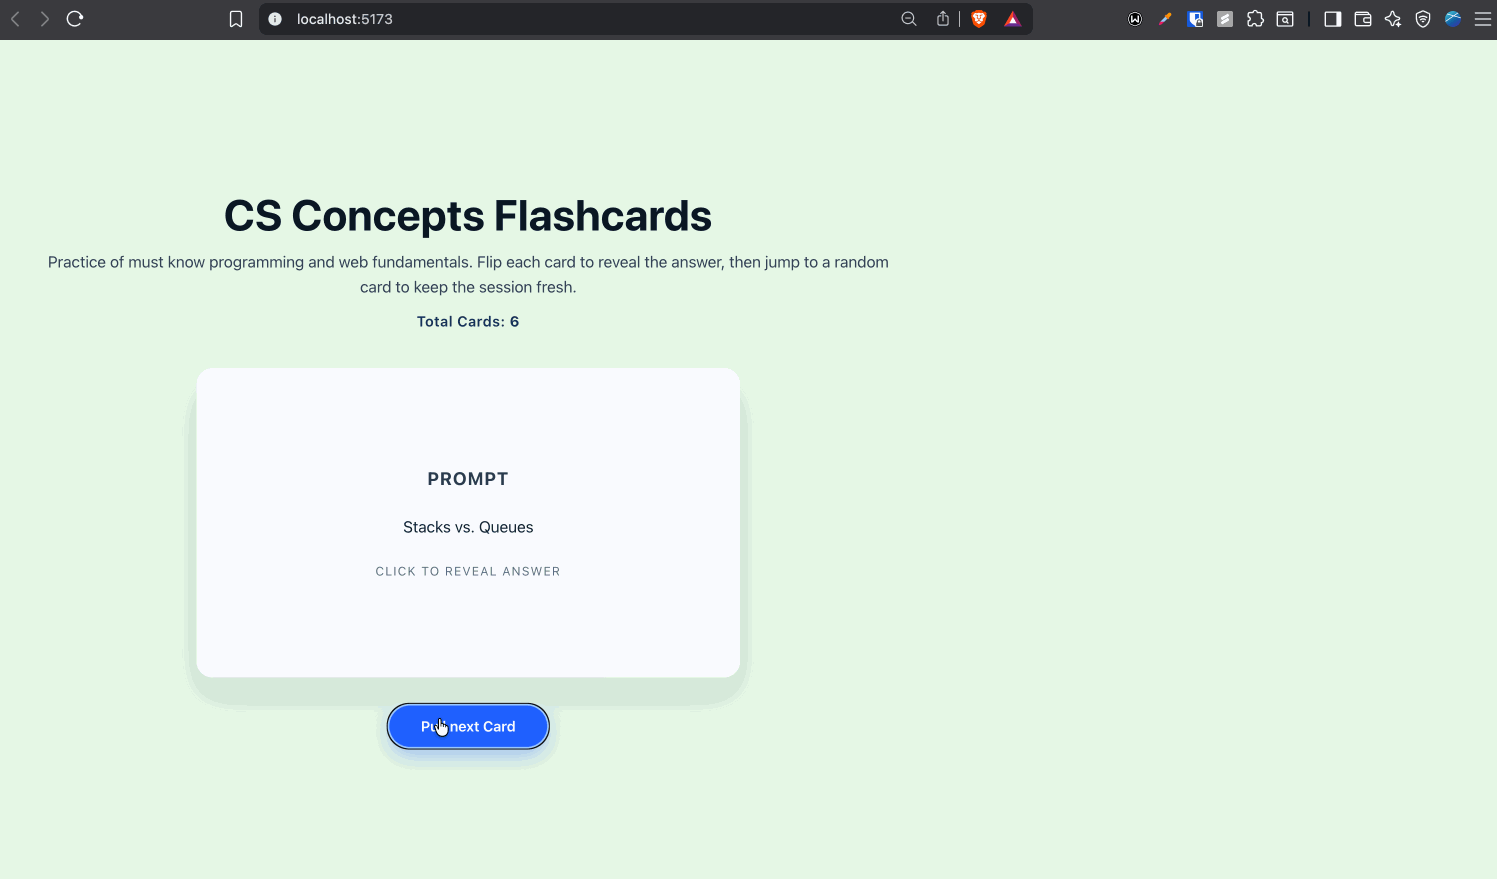 localhost:5173
CS Concepts Flashcards
Practice of must know programming and web fundamentals. Flip each card to reveal the answer, then jump to a random
card to keep the session fresh.
Total Cards: 6
PROMPT
Stacks vs. Queues
CLICK TO REVEAL ANSWER
next Card